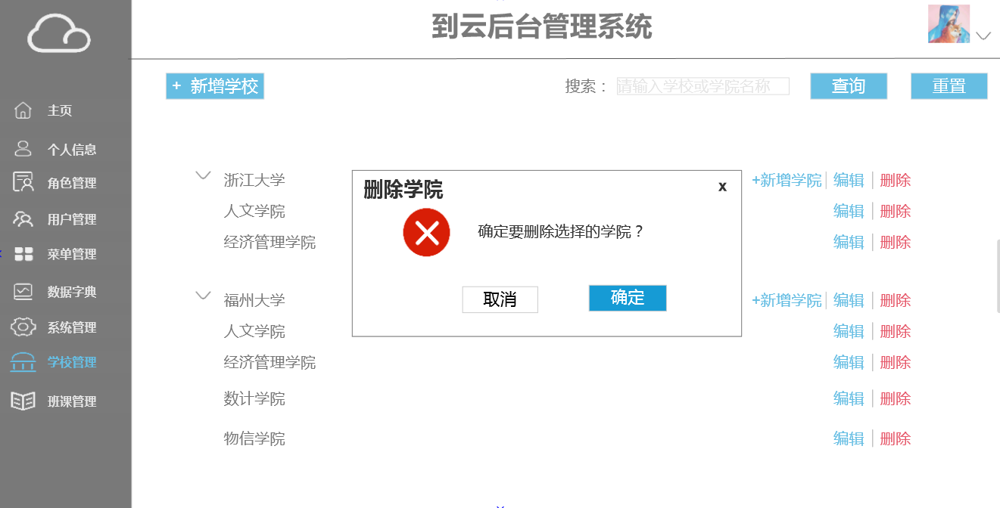 到云后台管理系统
主页
个人信息
角色管理
用户管理
菜单管理
数据字典
系统管理
学校管理
班课管理
+ 新增学校
搜索：
请输入学校或学院名称
查询
重置
浙江大学
+新增学院 编辑 删除
人文学院
编辑 删除
经济管理学院
编辑 删除
福州大学
+新增学院 编辑 删除
人文学院
编辑 删除
经济管理学院
编辑 删除
数计学院
编辑 删除
物信学院
编辑 删除
删除学院
x
确定要删除选择的学院？
取消
确定